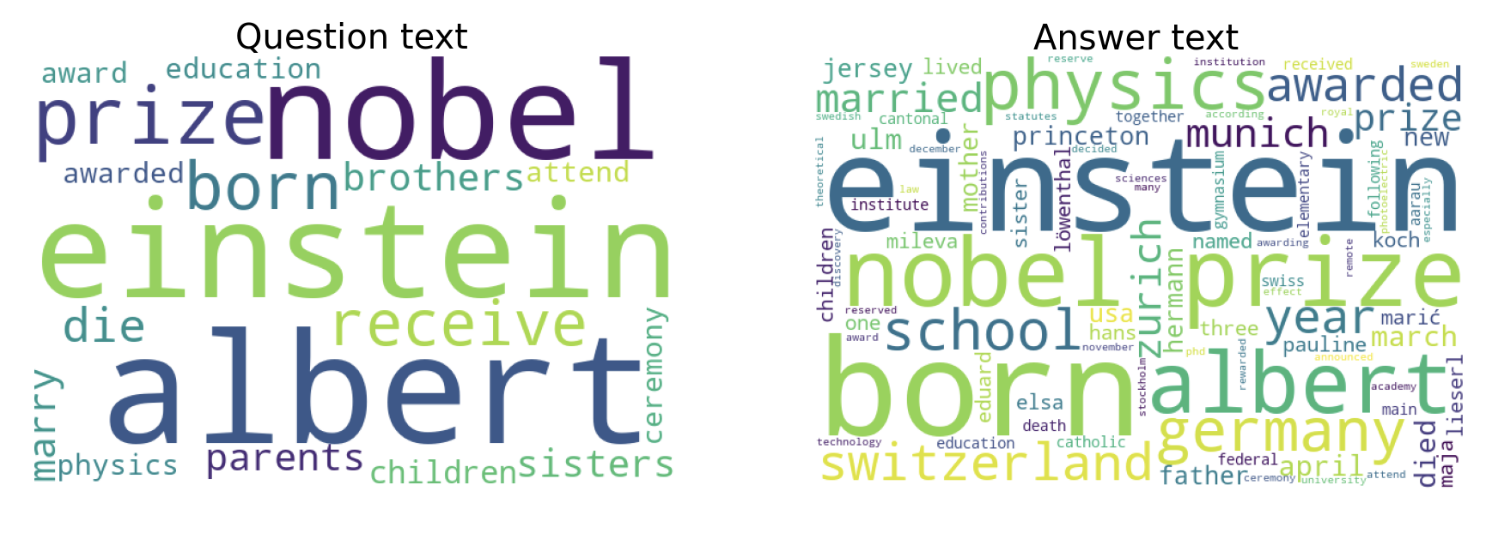 Question text
award education
prize nobel
awarded born brothers attend
einstein
die receive
albert
marry ceremony
physics parents children sisters
Answer text
jersey lived reserve institution received sweden
married physics awarded
swedish cantonal statutes together according royal prize
ulm princeton munich new
december mother decided
einstein
theoretical law contributions sciences many gymnasium elementary following photoelectric
institute sister löwenthal aarau especially
children discovery mileva zurich named awarding remote koch
nobel prize
hermann swiss effect
reserved one award school usa hans november three year marić march
phd pauline announced
born albert
eduard elsa death stockholm rewarded academy main lieserl
technology education catholic germany
switzerland federal april died maja
father ceremony university attend